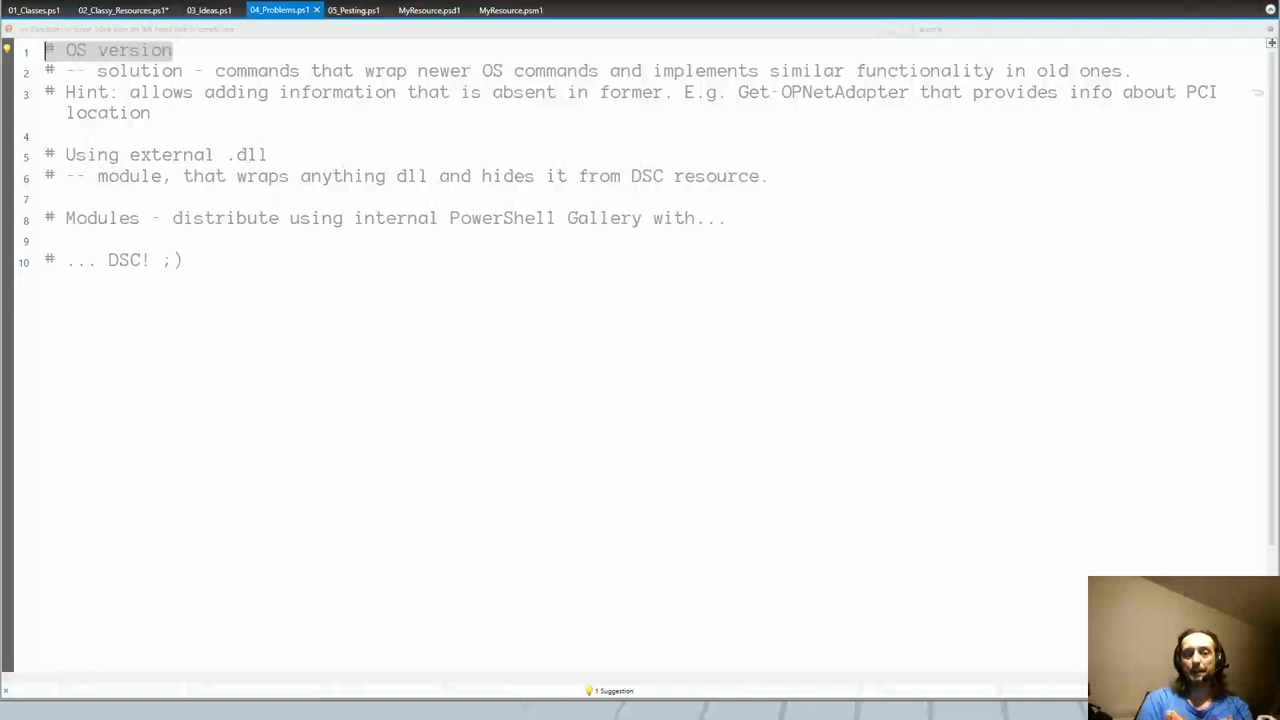 01_Classes.ps1 02_Classy_Resources.ps1* 03_Ideas.ps1 04_Problems.ps1 05_Pesting.ps1 MyResource.psd1 MyResource.psm1
1 # OS version
2 # -- solution - commands that wrap newer OS commands and implements similar functionality in old ones.
3 # Hint: allows adding information that is absent in former. E.g. Get-OPNetAdapter that provides info about PCI
location
4
5 # Using external .dll
6 # -- module, that wraps anything dll and hides it from DSC resource.
7
8 # Modules - distribute using internal PowerShell Gallery with...
9
10 # ... DSC! ;)
1 Suggestion